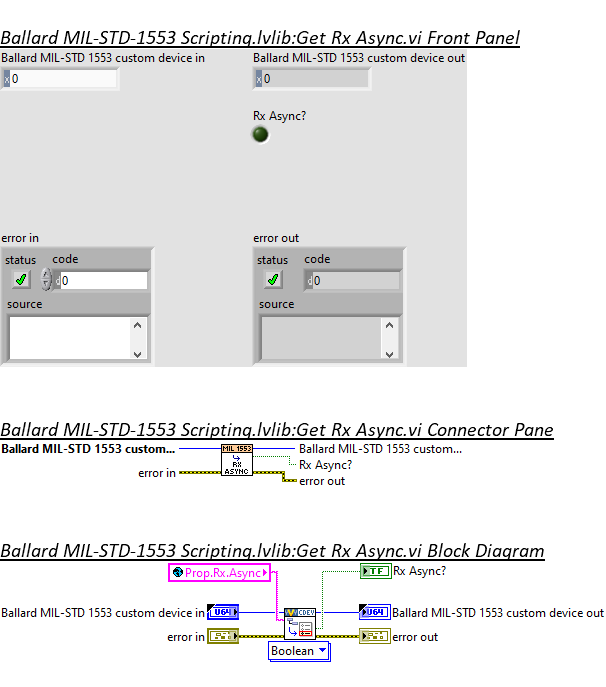 Ballard MIL-STD-1553 Scripting.lvlib:Get Rx Async.vi Front Panel
Ballard MIL-STD 1553 custom device in
Ballard MIL-STD 1553 custom device out
x 0
x 0
Rx Async?
error in
error out
status code
status code
d 0
d 0
source
source
Ballard MIL-STD-1553 Scripting.lvlib:Get Rx Async.vi Connector Pane
Ballard MIL-STD 1553 custom...
MIL 1553
Ballard MIL-STD 1553 custom...
RX
ASYNC
Rx Async?
error in
error out
Ballard MIL-STD-1553 Scripting.lvlib:Get Rx Async.vi Block Diagram
Prop.Rx.Async
TF
Rx Async?
Ballard MIL-STD 1553 custom device in
U64
V CDEV
U64
Ballard MIL-STD 1553 custom device out
error in
error out
Boolean